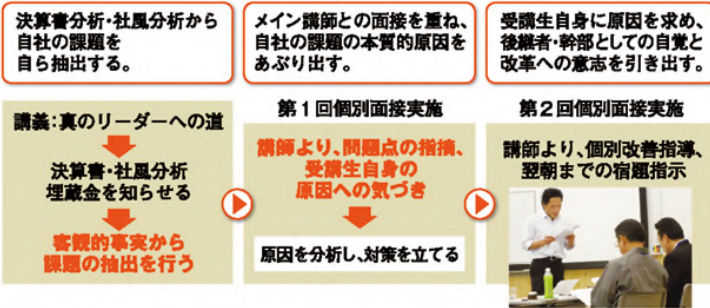 決算書分析・社風分析から
自社の課題を
自ら抽出する。
メイン講師との面接を重ね、
自社の課題の本質的原因を
あぶり出す。
受講生自身に原因を求め、
後継者・幹部としての自覚と
改革への意志を引き出す。
講義:真のリーダーへの道
決算書・社風分析
埋蔵金を知らせる
客観的事実から
課題の抽出を行う
第1回個別面接実施
講師より、問題点の指摘、
受講生自身の
原因への気づき
原因を分析し、対策を立てる
第2回個別面接実施
講師より、個別改善指導、
翌朝までの宿題指示